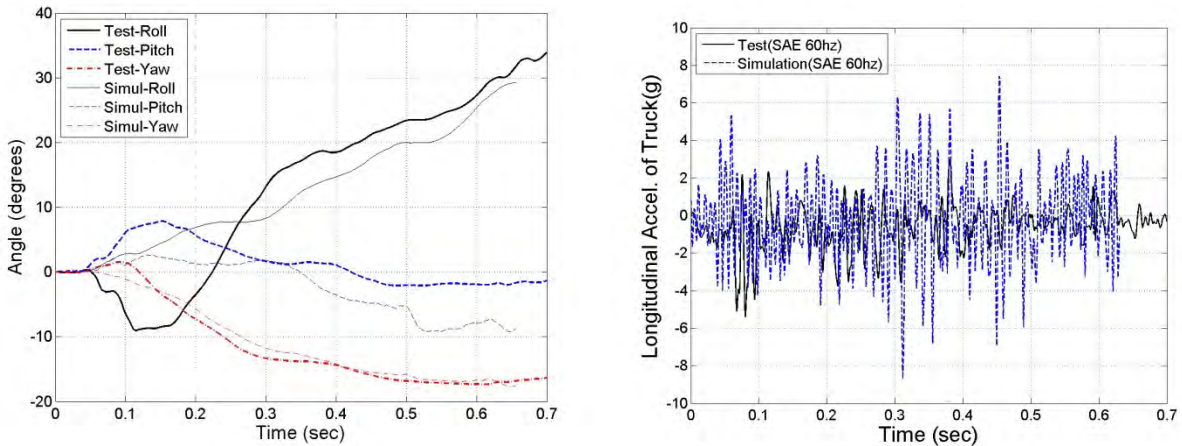 40
30
20
10
0
-10
-20
Angle (degrees)
Test-Roll
Test-Pitch
Test-Yaw
Simul-Roll
Simul-Pitch
Simul-Yaw
0 0.1 0.2 0.3 0.4 0.5 0.6 0.7
Time (sec)
10
8
6
4
2
0
-2
-4
-6
-8
-10
Longitudinal Accel. of Truck(g)
Test(SAE 60hz)
Simulation(SAE 60hz)
0 0.1 0.2 0.3 0.4 0.5 0.6 0.7
Time (sec)